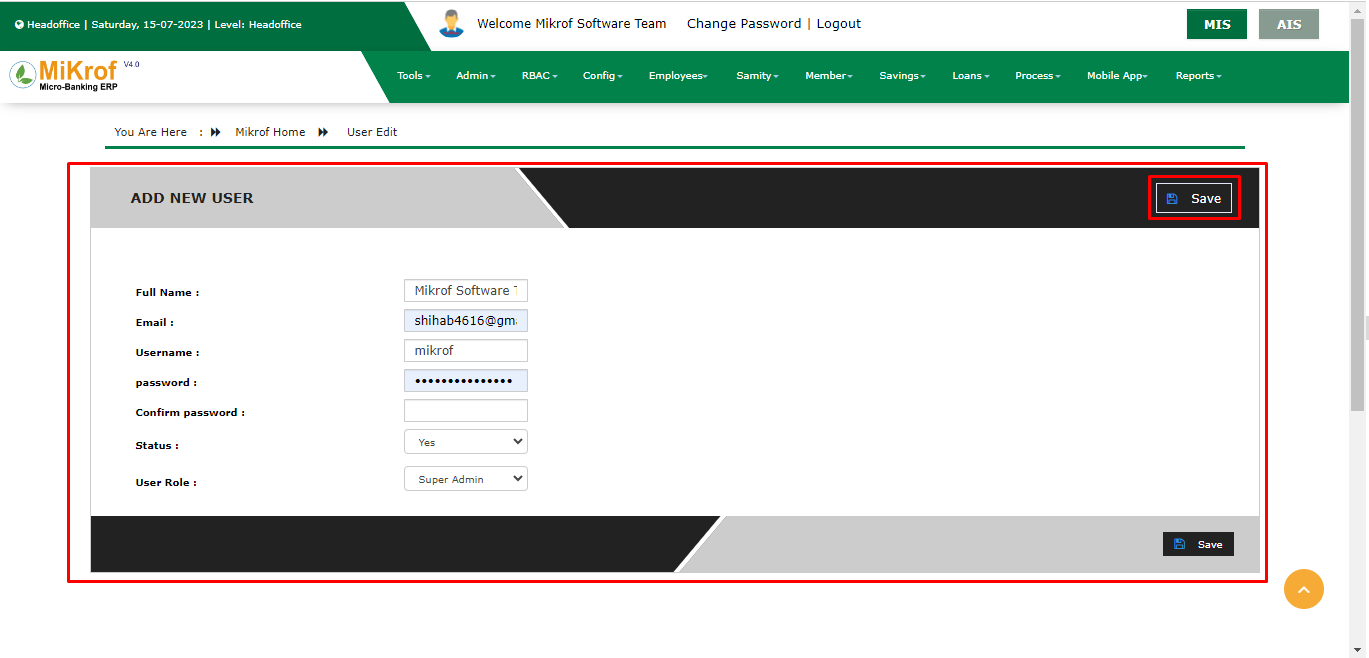 Headoffice | Saturday, 15-07-2023 | Level: Headoffice
Welcome Mikrof Software Team Change Password | Logout
MIS AIS
MiKrof V4.0
Micro-Banking ERP
Tools Admin RBAC Config Employees Samity Member Savings Loans Process Mobile App Reports
You Are Here : Mikrof Home User Edit
ADD NEW USER
Save
Full Name : Mikrof Software T
Email : shihab4616@gma
Username : mikrof
password : •••••••••••••••
Confirm password :
Status : Yes
User Role : Super Admin
Save